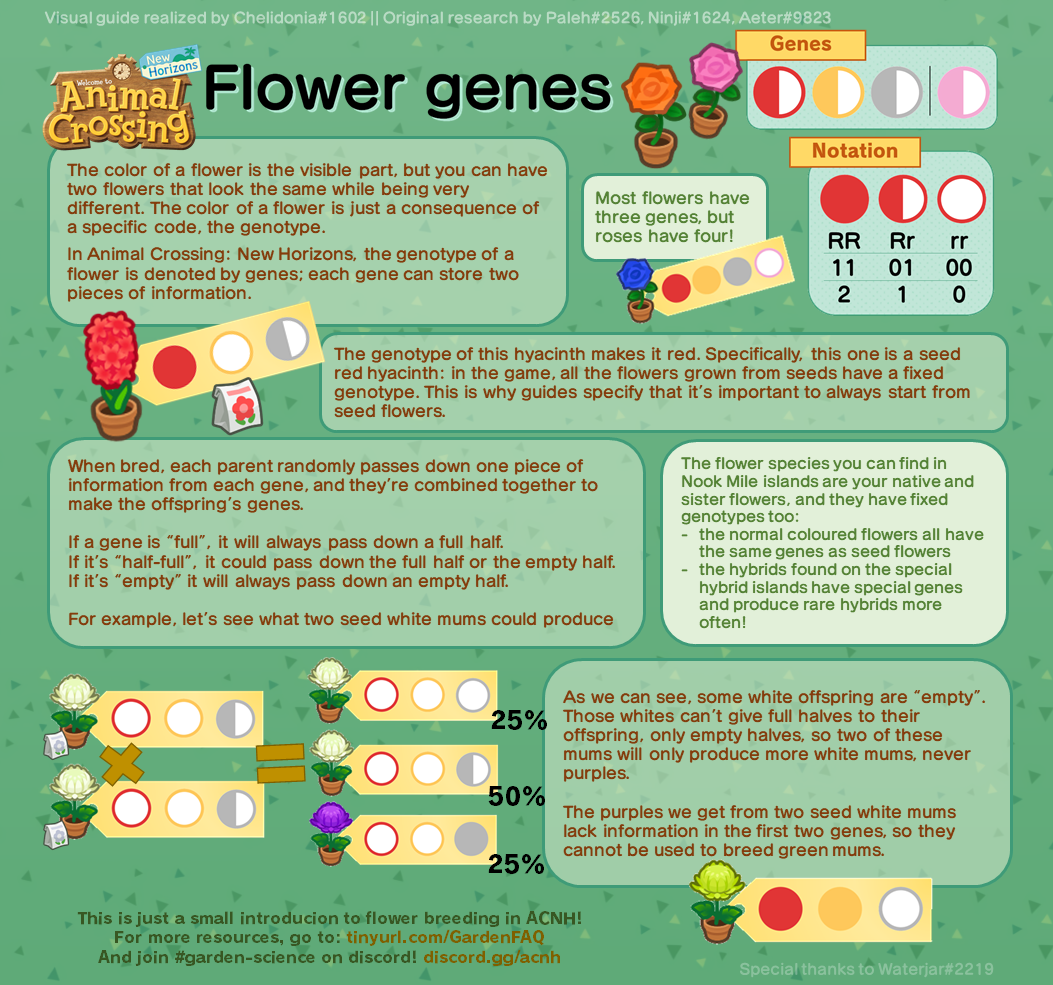 Visual guide realized by Chelidonia#1602 || Original research by Paleh#2526, Ninji#1624, Aeter#9823
Welcome to
Animal
Crossing
New
Horizons
Flower genes
Genes
Notation
RR Rr rr
11 01 00
2 1 0
The color of a flower is the visible part, but you can have
two flowers that look the same while being very
different. The color of a flower is just a consequence of
a specific code, the genotype.
In Animal Crossing: New Horizons, the genotype of a
flower is denoted by genes; each gene can store two
pieces of information.
Most flowers have
three genes, but
roses have four!
The genotype of this hyacinth makes it red. Specifically, this one is a seed
red hyacinth: in the game, all the flowers grown from seeds have a fixed
genotype. This is why guides specify that it's important to always start from
seed flowers.
When bred, each parent randomly passes down one piece of
information from each gene, and they're combined together to
make the offspring's genes.
If a gene is “full”, it will always pass down a full half.
If it's “half-full”, it could pass down the full half or the empty half.
If it's “empty” it will always pass down an empty half.
For example, let's see what two seed white mums could produce
The flower species you can find in
Nook Mile islands are your native and
sister flowers, and they have fixed
genotypes too:
- the normal coloured flowers all have
the same genes as seed flowers
- the hybrids found on the special
hybrid islands have special genes
and produce rare hybrids more
often!
25%
50%
25%
As we can see, some white offspring are “empty”.
Those whites can't give full halves to their
offspring, only empty halves, so two of these
mums will only produce more white mums, never
purples.
The purples we get from two seed white mums
lack information in the first two genes, so they
cannot be used to breed green mums.
This is just a small introducion to flower breeding in ACNH!
For more resources, go to: tinyurl.com/GardenFAQ
And join #garden-science on discord! discord.gg/acnh
Special thanks to Waterjar#2219